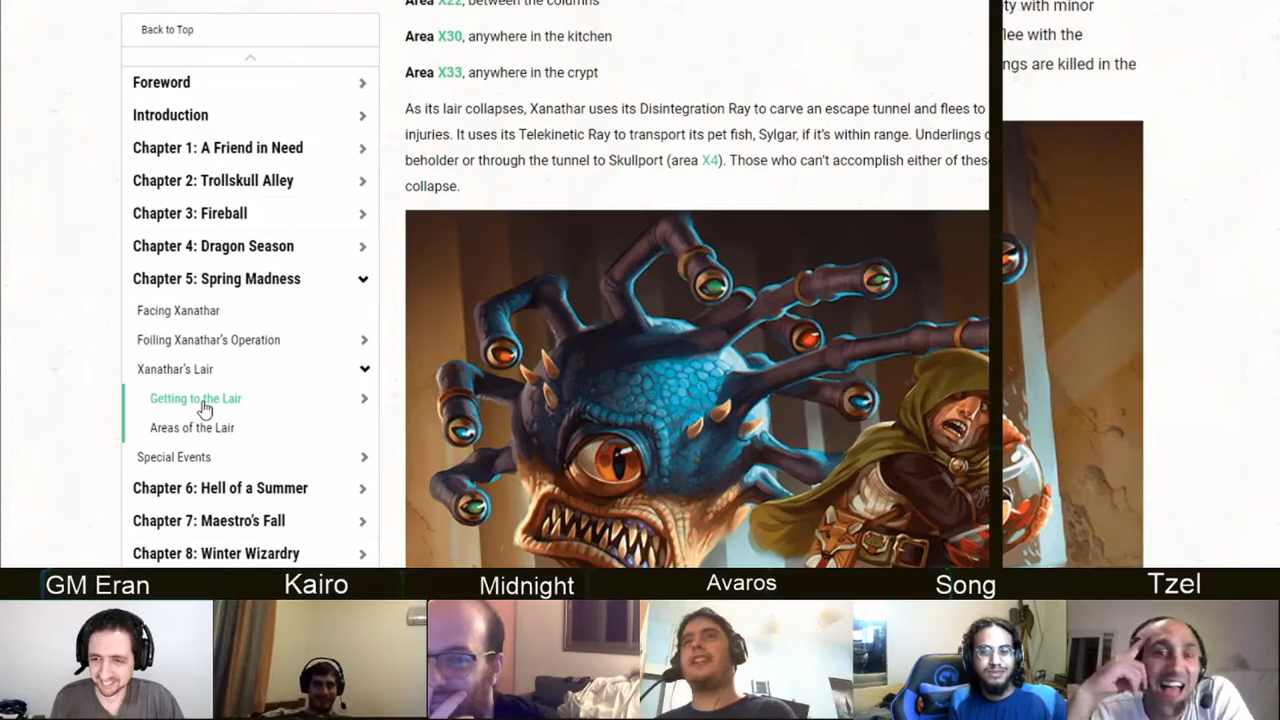 Back to Top
Foreword
Introduction
Chapter 1: A Friend in Need
Chapter 2: Trollskull Alley
Chapter 3: Fireball
Chapter 4: Dragon Season
Chapter 5: Spring Madness
Facing Xanathar
Foiling Xanathar's Operation
Xanathar's Lair
Getting to the Lair
Areas of the Lair
Special Events
Chapter 6: Hell of a Summer
Chapter 7: Maestro's Fall
Chapter 8: Winter Wizardry
Area X22, between the columns
Area X30, anywhere in the kitchen
Area X33, anywhere in the crypt
As its lair collapses, Xanathar uses its Disintegration Ray to carve an escape tunnel and flees to
injuries. It uses its Telekinetic Ray to transport its pet fish, Sylgar, if it's within range. Underlings
beholder or through the tunnel to Skullport (area X4). Those who can't accomplish either of these
collapse.
ty with minor
lee with the
ngs are killed in the
GM Eran
Kairo
Midnight
Avaros
Song
Tzel